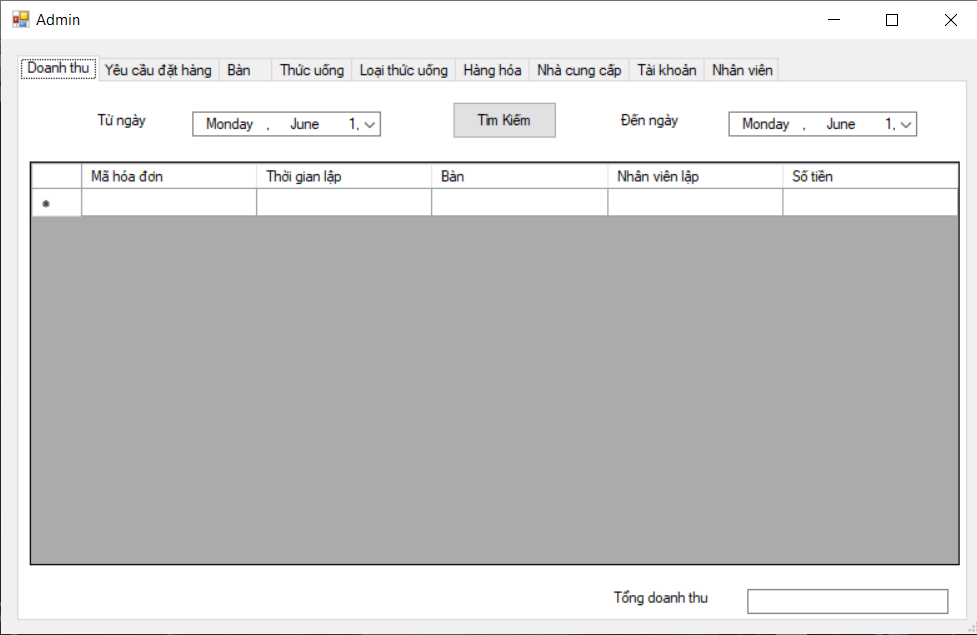 Admin
Doanh thu Yêu cầu đặt hàng Bàn Thức uống Loại thức uống Hàng hóa Nhà cung cấp Tài khoản Nhân viên
Từ ngày Monday , June 1, Tìm Kiếm Đến ngày Monday , June 1,
Mã hóa đơn Thời gian lập Bàn Nhân viên lập Số tiền
Tổng doanh thu